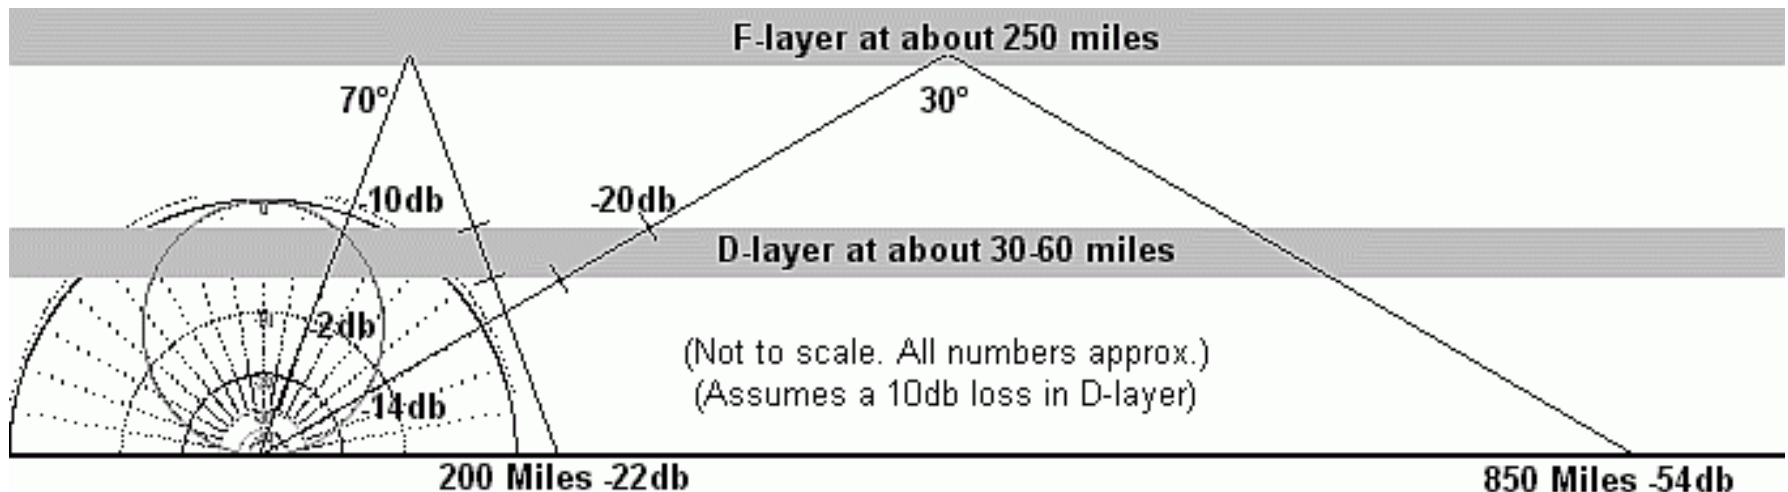 F-layer at about 250 miles
70°
30°
-10db
-20db
D-layer at about 30-60 miles
-2db
(Not to scale. All numbers approx.)
-14db
(Assumes a 10db loss in D-layer)
200 Miles -22db
850 Miles -54db